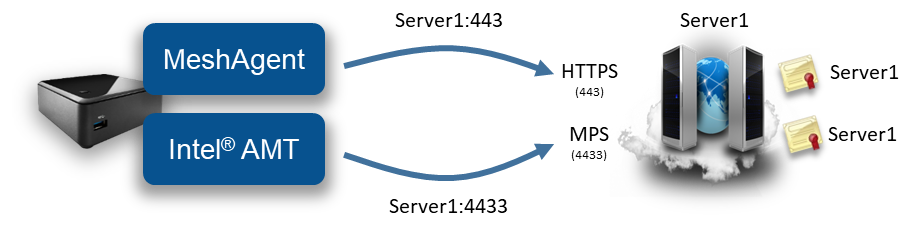 Server1:443
Server1
MeshAgent
HTTPS
(443)
Server1
Intel® AMT
MPS
(4433)
Server1
Server1:4433